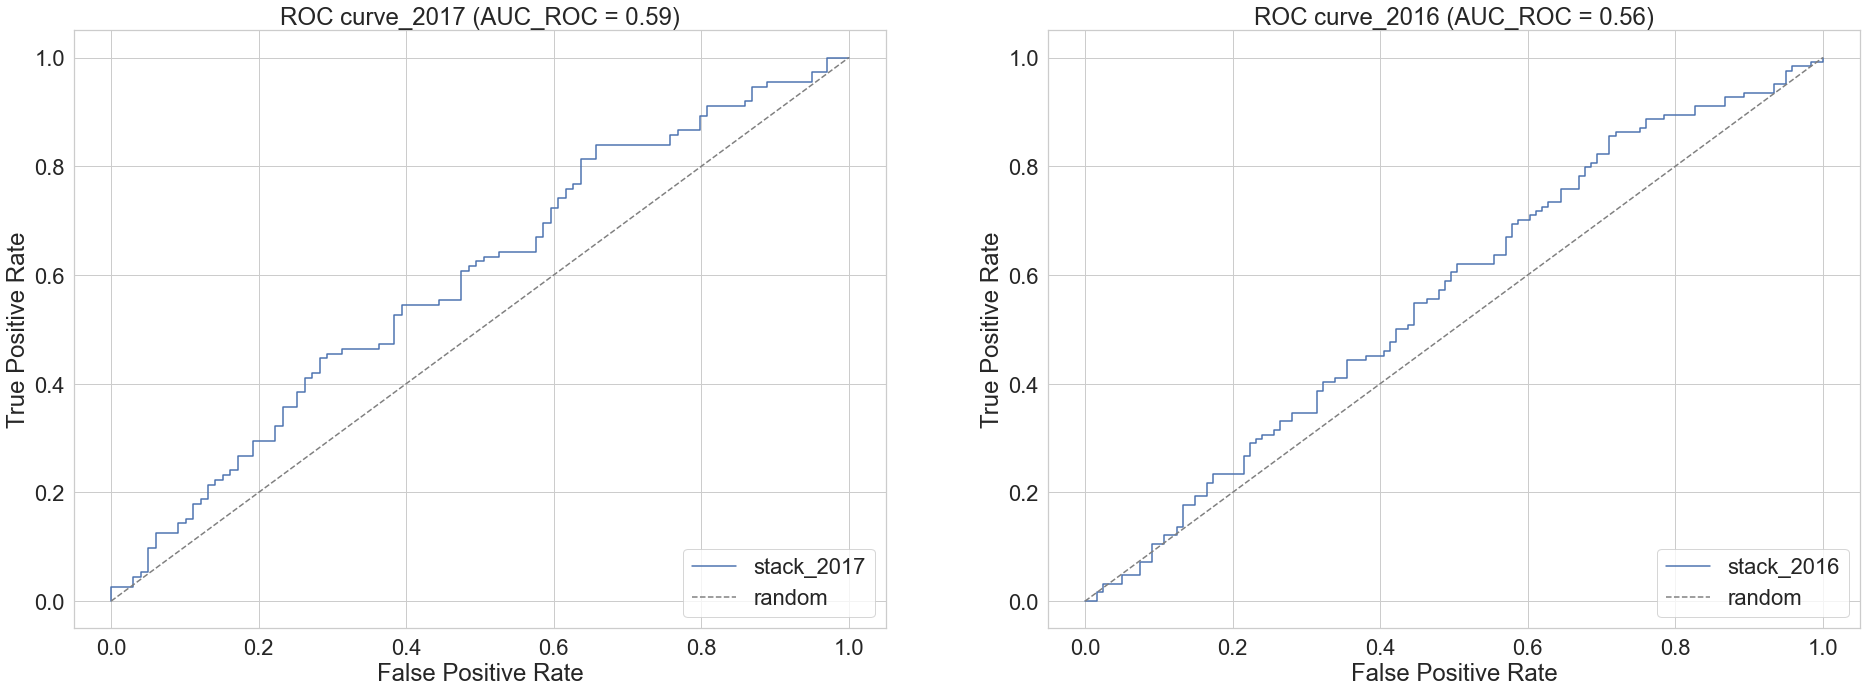 ROC curve_2017 (AUC_ROC = 0.59)
True Positive Rate
1.0
0.8
0.6
0.4
0.2
0.0
stack_2017
random
0.0 0.2 0.4 0.6 0.8 1.0
False Positive Rate
ROC curve_2016 (AUC_ROC = 0.56)
True Positive Rate
1.0
0.8
0.6
0.4
0.2
0.0
stack_2016
random
0.0 0.2 0.4 0.6 0.8 1.0
False Positive Rate